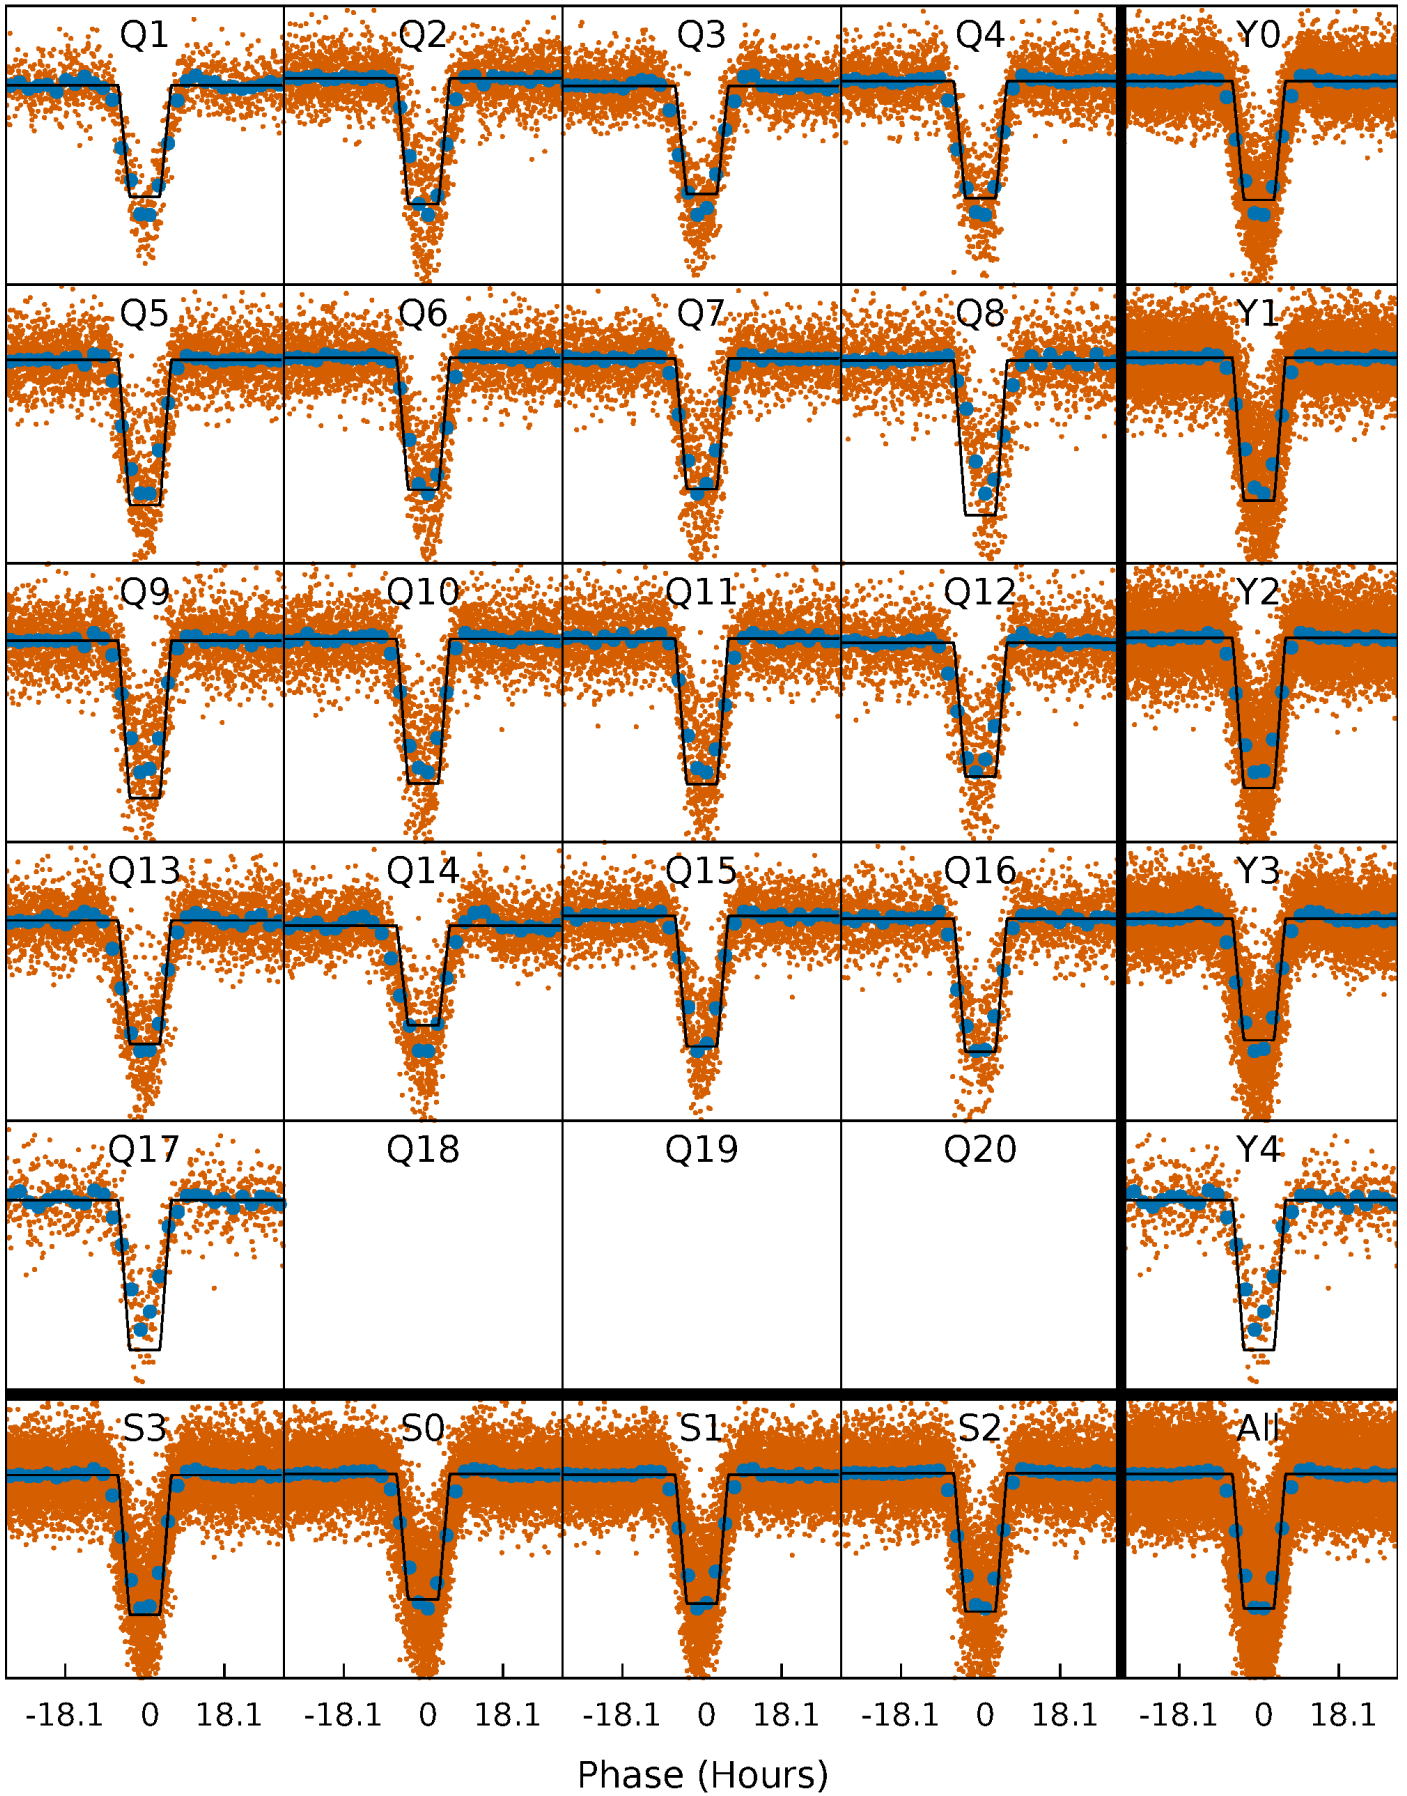 Q1 Q2 Q3 Q4 Y0
Q5 Q6 Q7 Q8 Y1
Q9 Q10 Q11 Q12 Y2
Q13 Q14 Q15 Q16 Y3
Q17 Q18 Q19 Q20 Y4
S3 S0 S1 S2 All
-18.1 0 18.1 -18.1 0 18.1 -18.1 0 18.1 -18.1 0 18.1 -18.1 0 18.1
Phase (Hours)